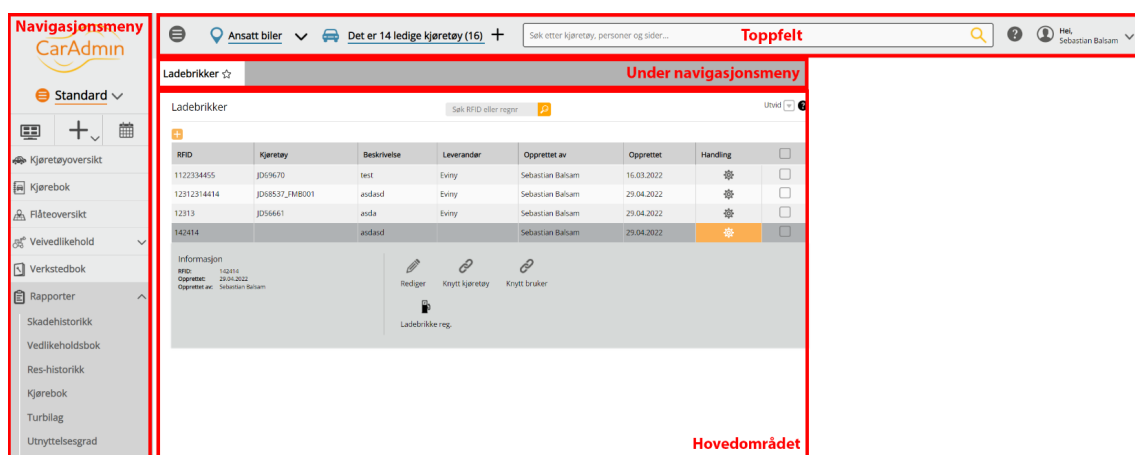 Navigasjonsmeny
CarAdmin
Standard
Kjøretøyoversikt
Kjørebok
Flåteoversikt
Veivedlikehold
Verkstedbok
Rapporter
Skadehistorikk
Vedlikeholdsbok
Res-historikk
Kjørebok
Turbilag
Utnyttelsesgrad
Ansatt biler Det er 14 ledige kjøretøy (16) Søk etter kjøretøy, personer og sider... Toppfelt Hei,
Sebastian Balsam
Ladebrikker Under navigasjonsmeny
Ladebrikker Søk RFID eller regnr Utvid
RFID Kjøretøy Beskrivelse Leverandør Opprettet av Opprettet Handling
1122334455 JD69670 test Eviny Sebastian Balsam 16.03.2022
12312314414 JD68537_FMB001 asdasd Eviny Sebastian Balsam 29.04.2022
12313 JD56661 asda Eviny Sebastian Balsam 29.04.2022
142414 asdasd Sebastian Balsam 29.04.2022
Informasjon
RFID: 142414
Opprettet: 29.04.2022
Opprettet av: Sebastian Balsam
Rediger Knytt kjøretøy Knytt bruker
Ladebrikke reg.
Hovedområdet